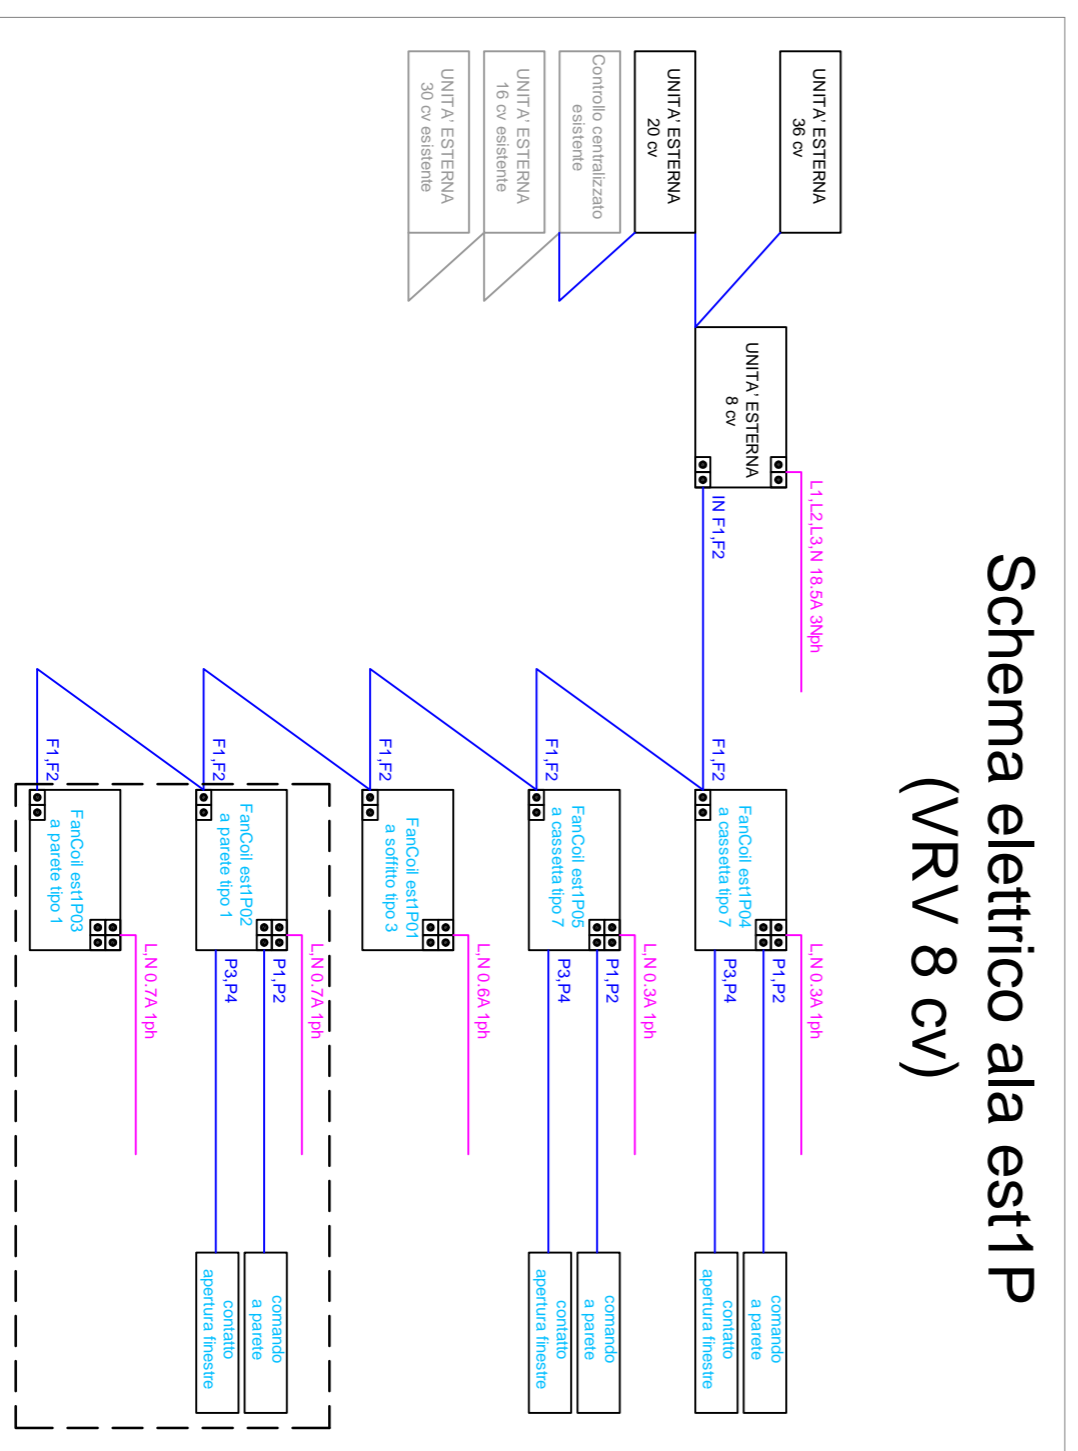 Schema elettrico ala est1P
(VRV 8 cv)
UNITA' ESTERNA
36 cv
UNITA' ESTERNA
20 cv
Controllo centralizzato
esistente
UNITA' ESTERNA
16 cv esistente
UNITA' ESTERNA
30 cv esistente
UNITA' ESTERNA
8 cv
L1,L2,L3,N 18.5A 3Nph
IN F1,F2
F1,F2
FanCoil est1P04
a cassetta tipo 7
L,N 0.3A 1ph
P1,P2
P3,P4
comando
a parete
contatto
apertura finestre
F1,F2
FanCoil est1P05
a cassetta tipo 7
L,N 0.3A 1ph
P1,P2
P3,P4
comando
a parete
contatto
apertura finestre
F1,F2
FanCoil est1P01
a soffitto tipo 3
L,N 0.6A 1ph
F1,F2
FanCoil est1P02
a parete tipo 1
L,N 0.7A 1ph
P1,P2
P3,P4
comando
a parete
contatto
apertura finestre
F1,F2
FanCoil est1P03
a parete tipo 1
L,N 0.7A 1ph